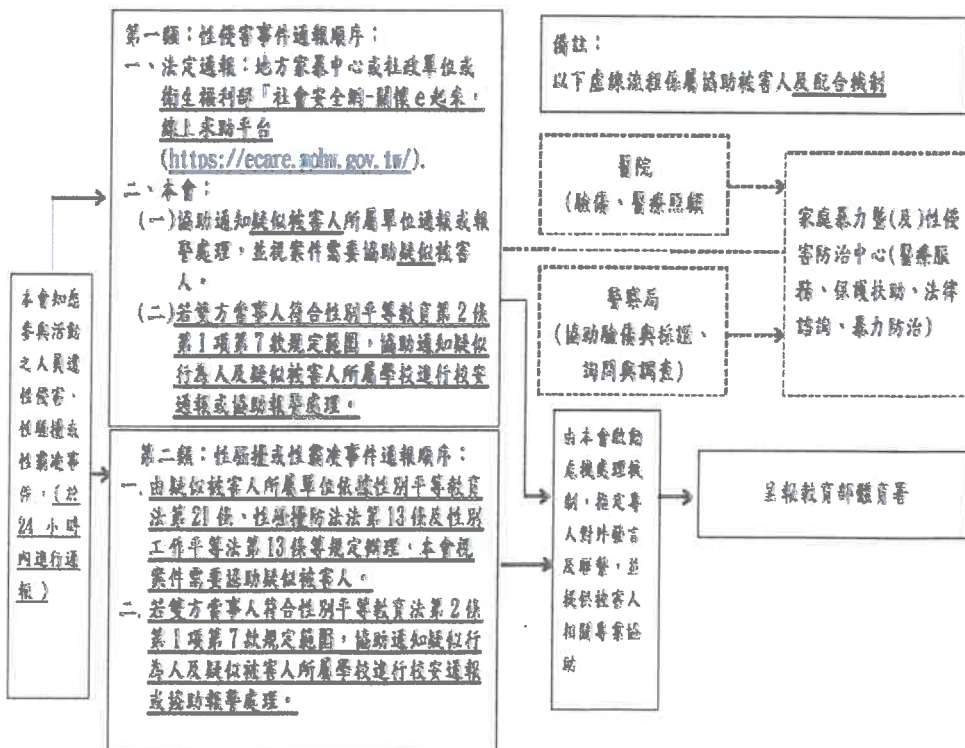 本會知悉
參與活動
之人員遭
性侵害、
性騷擾或
性霸凌事
件，(於
24小時
內進行通
報)
第一類：性侵害事件通報順序：
一、法定通報：地方家暴中心或社政單位或
衛生福利部「社會安全網-關懷e起來，
線上求助平台
(https://ecare.mohw.gov.tw/).
二、本會：
(一)協助通知疑似被害人所屬單位通報或報
警處理，並視案件需要協助疑似被害
人。
(二)若雙方當事人符合性別平等教育第2條
第1項第7款規定範圍，協助通知疑似
行為人及疑似被害人所屬學校進行校安
通報或協助報警處理。
第二類：性騷擾或性霸凌事件通報順序：
一.由疑似被害人所屬單位依據性別平等教育
法第21條、性騷擾防法法第13條及性別
工作平等法第13條等規定辦理，本會視
案件需要協助疑似被害人。
二.若雙方當事人符合性別平等教育法第2條
第1項第7款規定範圍，協助通知疑似行
為人及疑似被害人所屬學校進行校安通報
或協助報警處理。
備註：
以下虛線流程係屬協助被害人及配合機制
醫院
(驗傷、醫療照顧
警察局
(協助驗傷與採證、
詢問與調查)
家庭暴力暨(及)性侵
害防治中心(醫療服
務、保護扶助、法律
諮詢、暴力防治)
由本會啟動
危機處理機
制，指定專
人對外發言
及聯繫，並
提供被害人
相關專業協
助
呈報教育部體育署